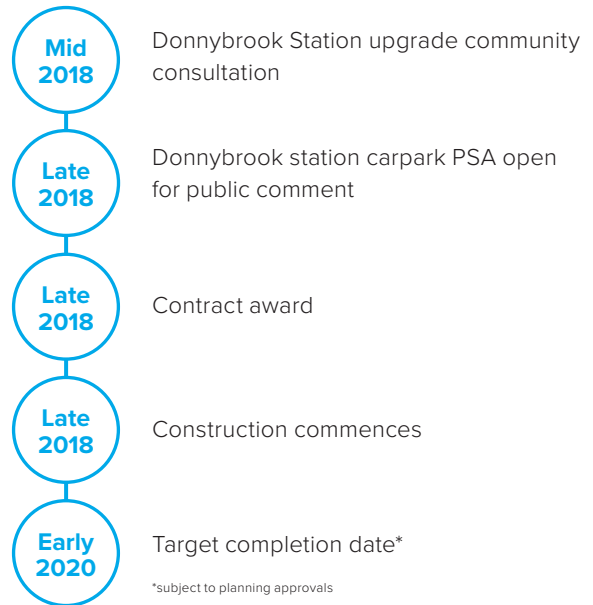 Mid
2018
Donnybrook Station upgrade community
consultation
Late
2018
Donnybrook station carpark PSA open
for public comment
Late
2018
Contract award
Late
2018
Construction commences
Early
2020
Target completion date*
*subject to planning approvals